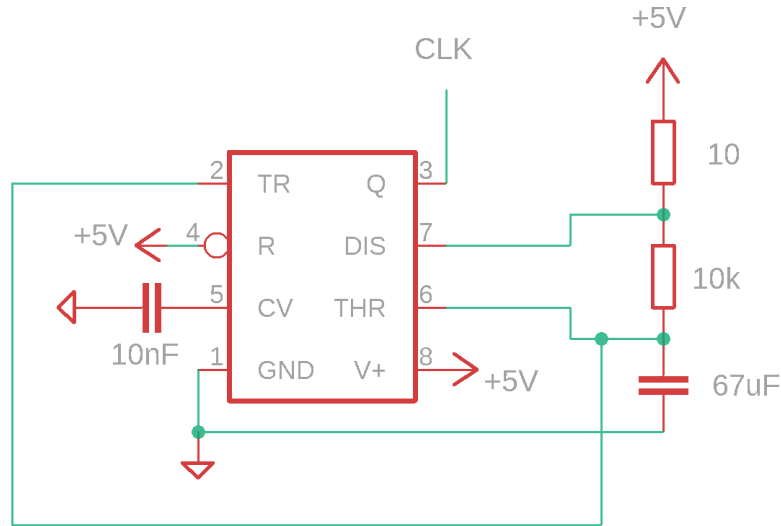 +5V
CLK
10
2
TR
Q
3
+5V
4
R
DIS
7
10k
5
CV
THR
6
10nF
1
GND
V+
8
+5V
67uF